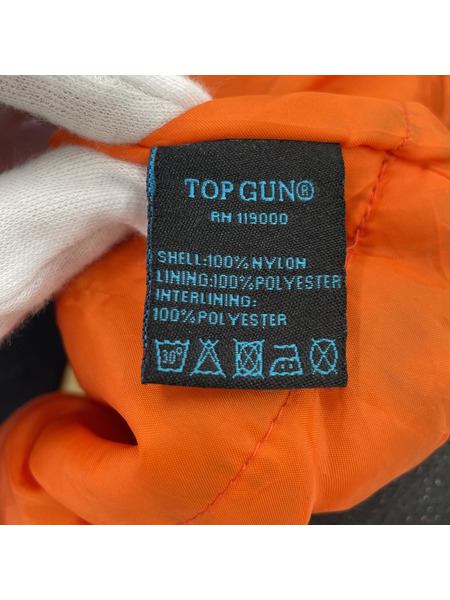 TOP GUN®
RN 119000
SHELL:100%NYLON
LINING:100%POLYESTER
INTERLINING:
100%POLYESTER
30°